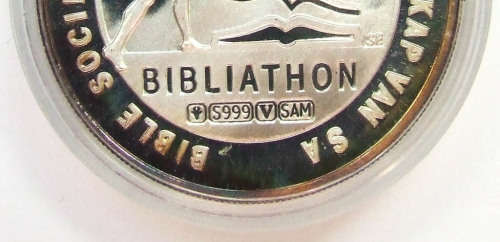 BIBLIATHON
S999 V SAM
BIBLE SOCI
KAP VAN SA